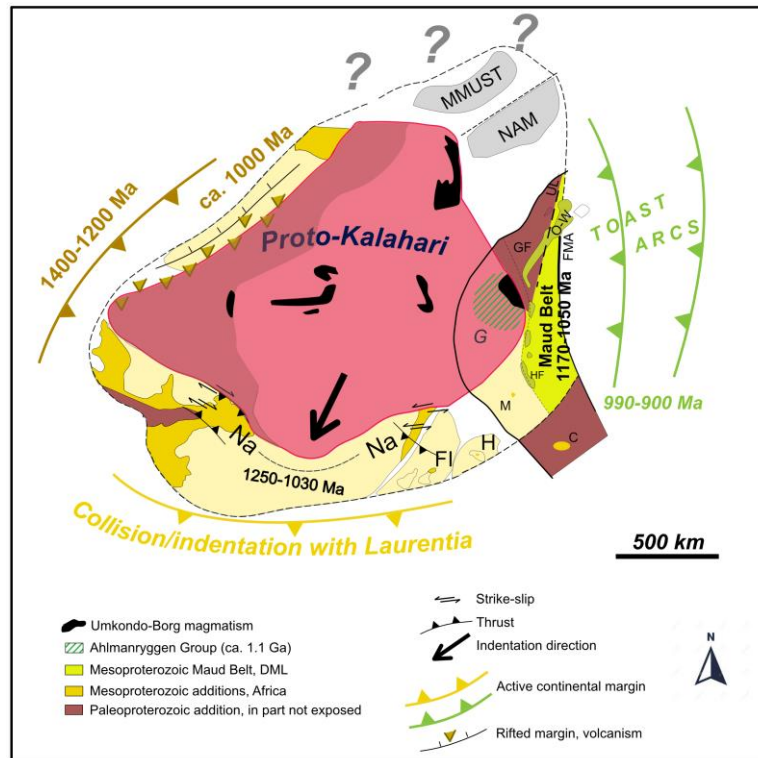 ? ? ?
MMUST
NAM
1400-1200 Ma
ca. 1000 Ma
Proto-Kalahari
UL
O-W
GF
FMA
TOAST
ARCS
G
Maud Belt
1170-1050 Ma
HF
M
990-900 Ma
Na
Na
FI
H
C
1250-1030 Ma
Collision/indentation with Laurentia
500 km
Umkondo-Borg magmatism
Ahlmanryggen Group (ca. 1.1 Ga)
Mesoproterozoic Maud Belt, DML
Mesoproterozoic additions, Africa
Paleoproterozoic addition, in part not exposed
Strike-slip
Thrust
Indentation direction
Active continental margin
Rifted margin, volcanism
N